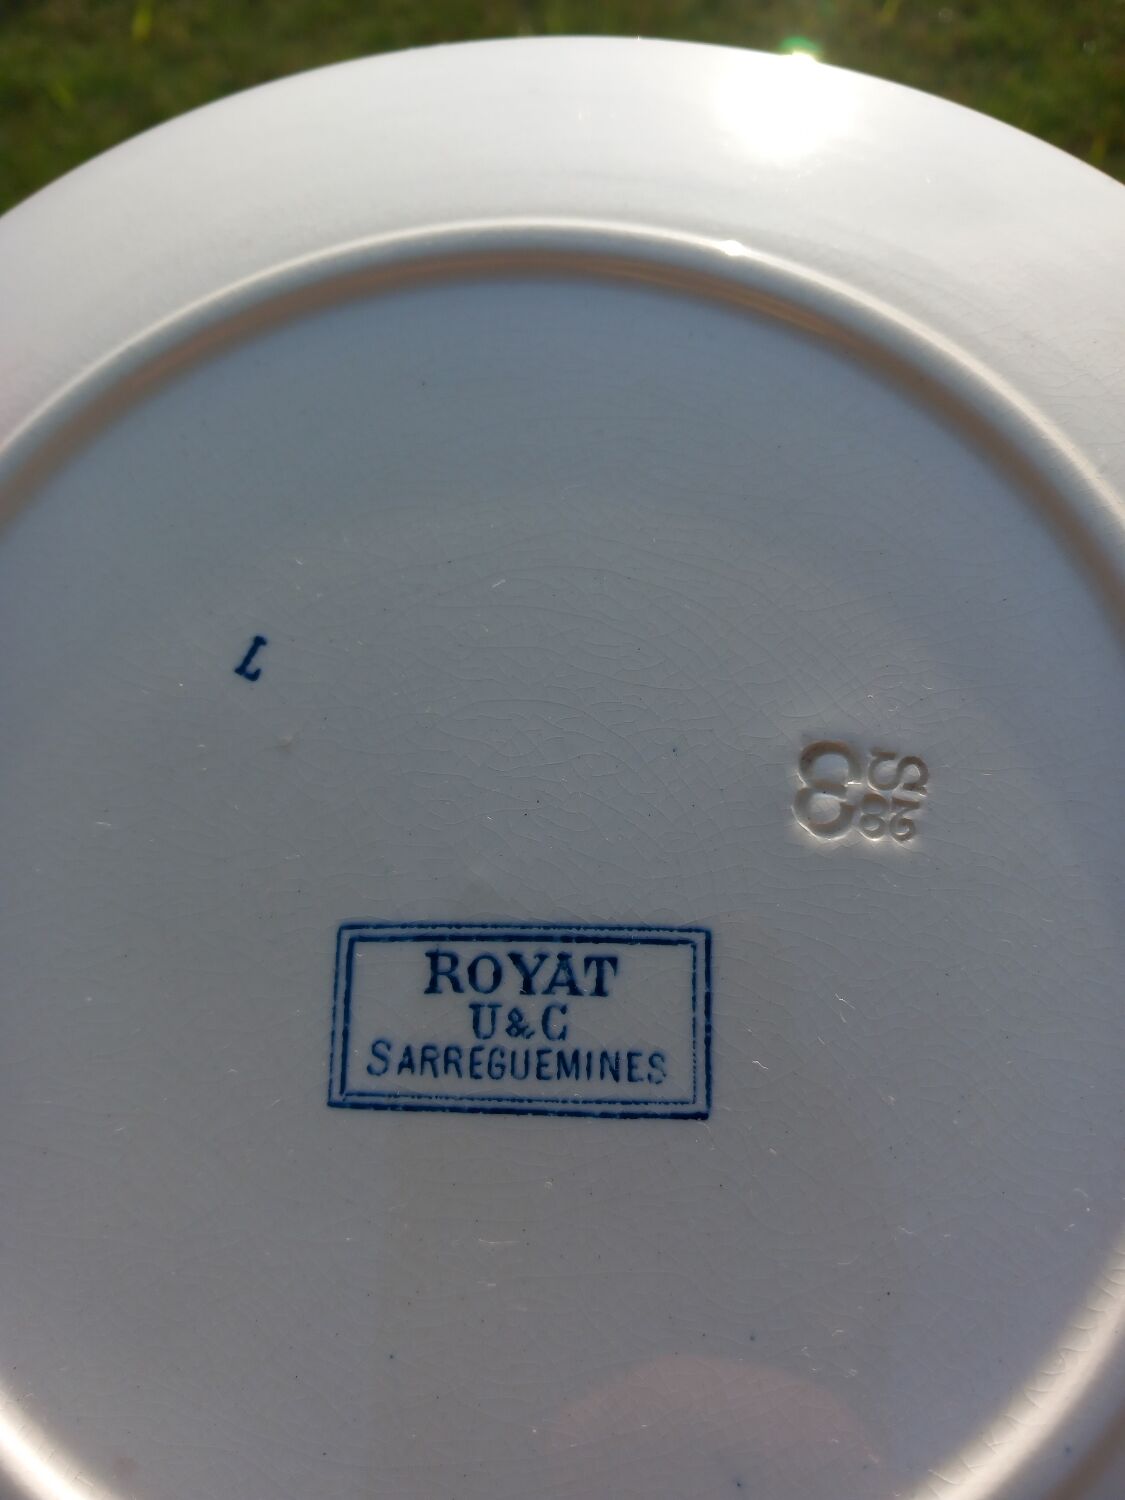 L
ROYAT
U&C
SARREGUEMINES